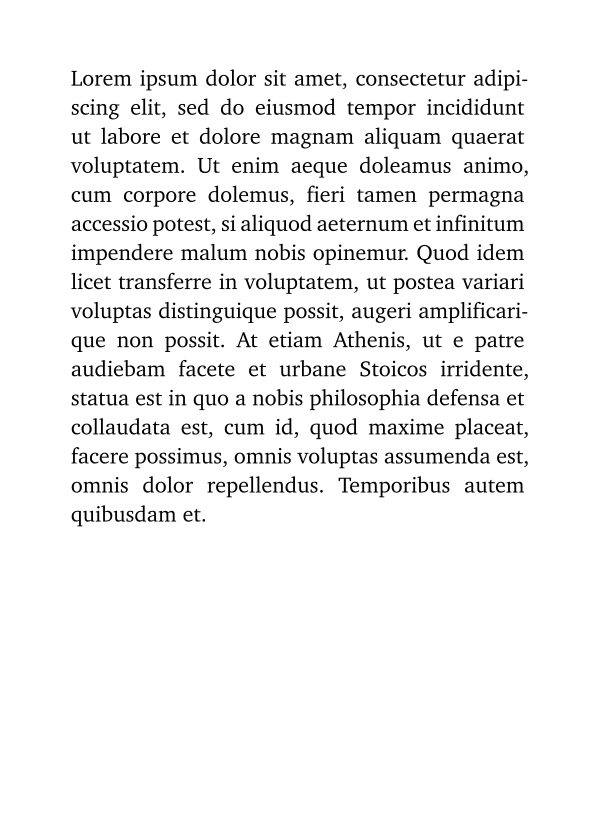 Lorem ipsum dolor sit amet, consectetur adipi-
scing elit, sed do eiusmod tempor incididunt
ut labore et dolore magnam aliquam quaerat
voluptatem. Ut enim aeque doleamus animo,
cum corpore dolemus, fieri tamen permagna
accessio potest, si aliquod aeternum et infinitum
impendere malum nobis opinemur. Quod idem
licet transferre in voluptatem, ut postea variari
voluptas distinguique possit, augeri amplificari-
que non possit. At etiam Athenis, ut e patre
audiebam facete et urbane Stoicos irridente,
statua est in quo a nobis philosophia defensa et
collaudata est, cum id, quod maxime placeat,
facere possimus, omnis voluptas assumenda est,
omnis dolor repellendus. Temporibus autem
quibusdam et.